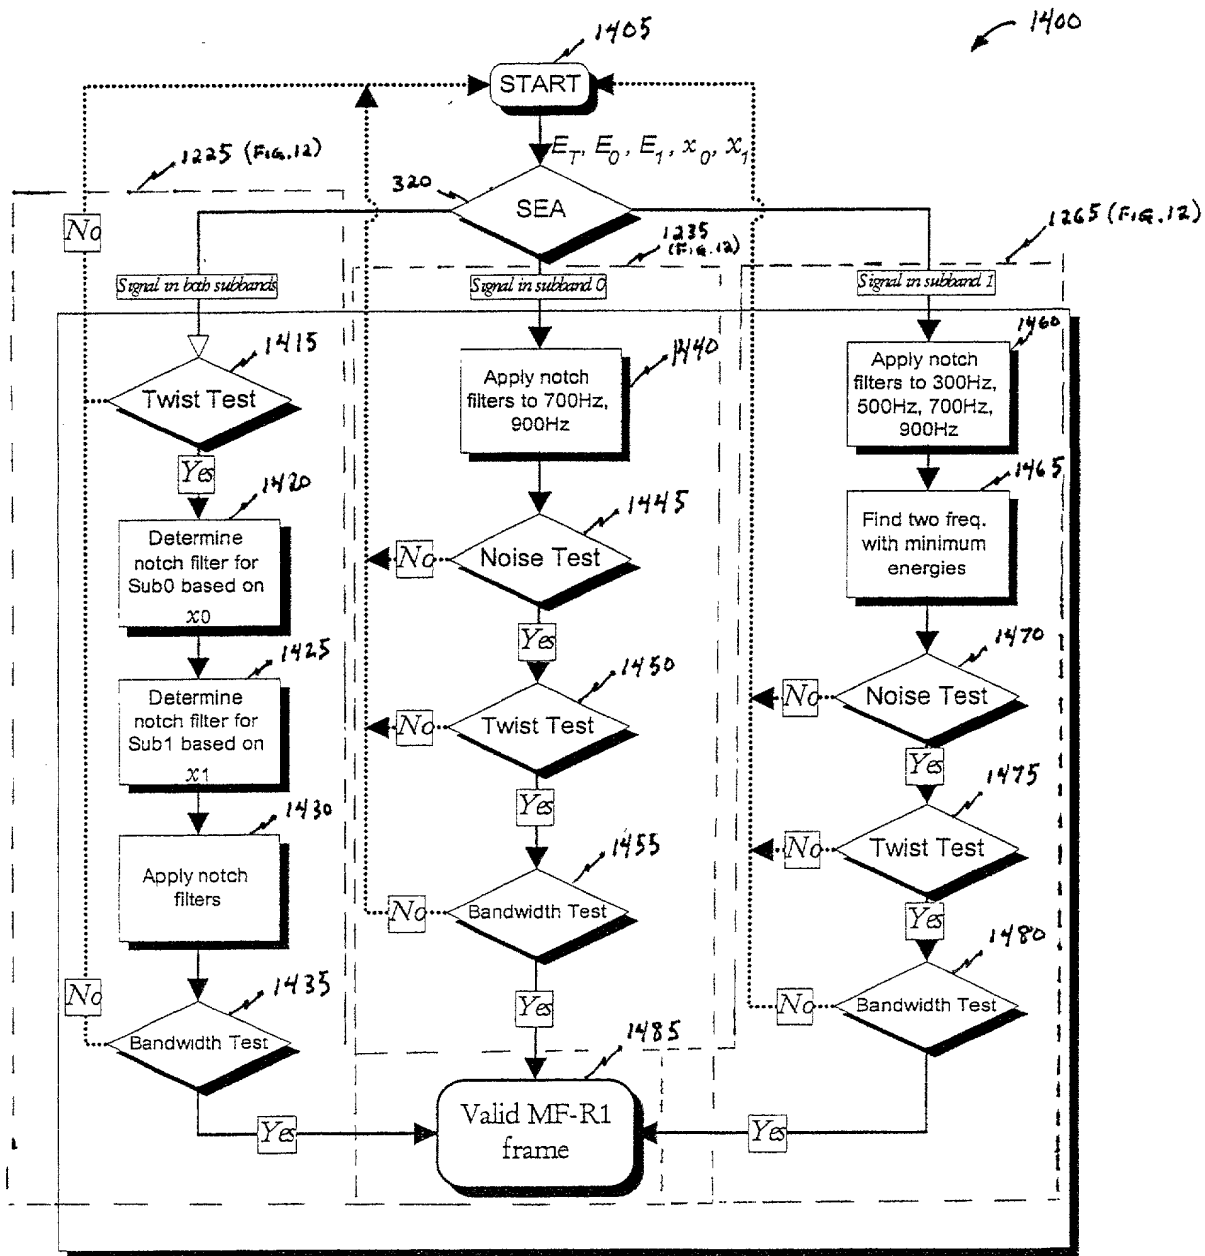 1405
1400
START
E_T, E_0, E_1, x_0, x_1
1225 (FIG.12)
320
SEA
1235
(FIG.12)
1265 (FIG.12)
No
Signal in both subbands
Signal in subband 0
Signal in subband 1
1415
Twist Test
Yes
1420
Determine
notch filter for
Sub0 based on
x0
1425
Determine
notch filter for
Sub1 based on
x1
1430
Apply notch
filters
No
1435
Bandwidth Test
Yes
1440
Apply notch
filters to 700Hz,
900Hz
1445
Noise Test
No
Yes
1450
Twist Test
No
Yes
1455
Bandwidth Test
No
Yes
1460
Apply notch
filters to 300Hz,
500Hz, 700Hz,
900Hz
1465
Find two freq.
with minimum
energies
1470
Noise Test
No
Yes
1475
Twist Test
No
Yes
1480
Bandwidth Test
No
Yes
1485
Valid MF-R1
frame